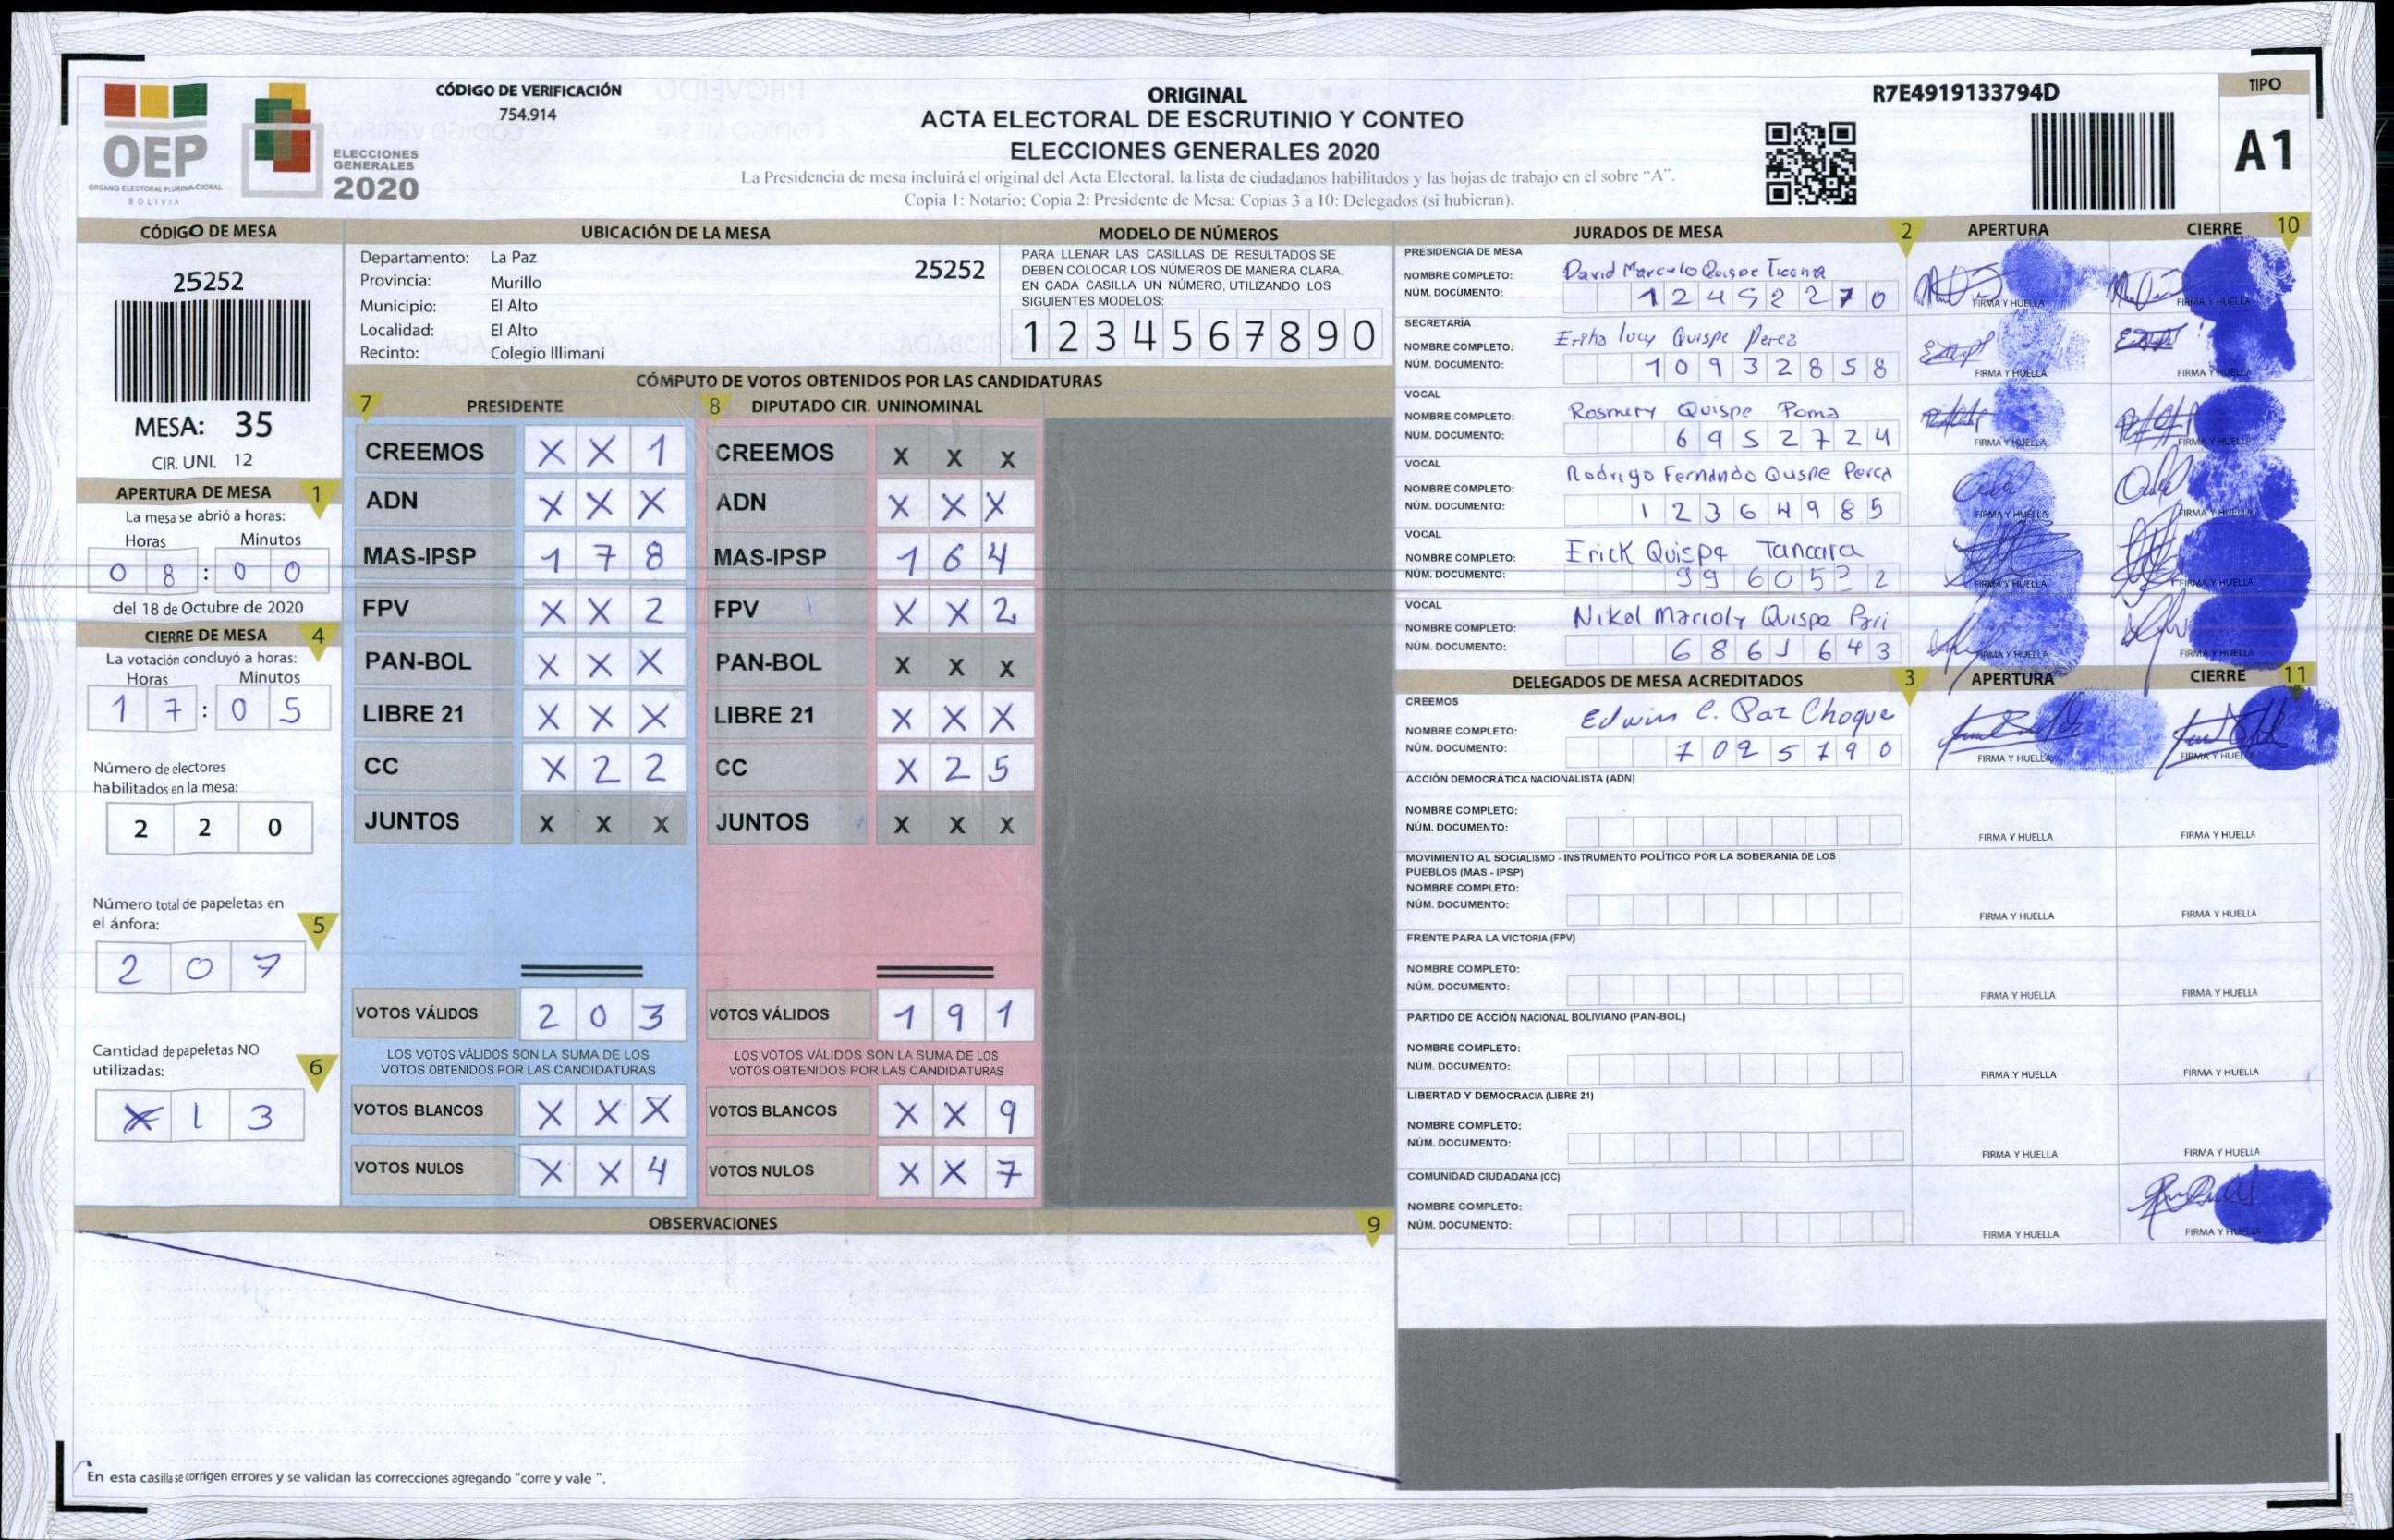 OEP
ÓRGANO ELECTORAL PLURINACIONAL
BOLIVIA
ELECCIONES
GENERALES
2020
CÓDIGO DE VERIFICACIÓN
754.914
ORIGINAL
ACTA ELECTORAL DE ESCRUTINIO Y CONTEO
ELECCIONES GENERALES 2020
La Presidencia de mesa incluirá el original del Acta Electoral, la lista de ciudadanos habilitados y las hojas de trabajo en el sobre “A”.
Copia 1: Notario; Copia 2: Presidente de Mesa; Copias 3 a 10: Delegados (si hubieran).
R7E4919133794D
TIPO
A1
CÓDIGO DE MESA
25252
MESA: 35
CIR. UNI. 12
APERTURA DE MESA 1
La mesa se abrió a horas:
Horas Minutos
0 8 : 0 0
del 18 de Octubre de 2020
CIERRE DE MESA 4
La votación concluyó a horas:
Horas Minutos
1 7 : 0 5
Número de electores
habilitados en la mesa:
2 2 0
Número total de papeletas en
el ánfora: 5
2 0 7
Cantidad de papeletas NO
utilizadas: 6
X 1 3
UBICACIÓN DE LA MESA
Departamento: La Paz 25252
Provincia: Murillo
Municipio: El Alto
Localidad: El Alto
Recinto: Colegio Illimani
MODELO DE NÚMEROS
PARA LLENAR LAS CASILLAS DE RESULTADOS SE
DEBEN COLOCAR LOS NÚMEROS DE MANERA CLARA.
EN CADA CASILLA UN NÚMERO, UTILIZANDO LOS
SIGUIENTES MODELOS:
1 2 3 4 5 6 7 8 9 0
CÓMPUTO DE VOTOS OBTENIDOS POR LAS CANDIDATURAS
7 PRESIDENTE
CREEMOS X X 1
ADN X X X
MAS-IPSP 1 7 8
FPV X X 2
PAN-BOL X X X
LIBRE 21 X X X
CC X 2 2
JUNTOS X X X
VOTOS VÁLIDOS 2 0 3
LOS VOTOS VÁLIDOS SON LA SUMA DE LOS
VOTOS OBTENIDOS POR LAS CANDIDATURAS
VOTOS BLANCOS X X X
VOTOS NULOS X X 4
8 DIPUTADO CIR. UNINOMINAL
CREEMOS X X X
ADN X X X
MAS-IPSP 1 6 4
FPV X X 2
PAN-BOL X X X
LIBRE 21 X X X
CC X 2 5
JUNTOS X X X
VOTOS VÁLIDOS 1 9 1
LOS VOTOS VÁLIDOS SON LA SUMA DE LOS
VOTOS OBTENIDOS POR LAS CANDIDATURAS
VOTOS BLANCOS X X 9
VOTOS NULOS X X 7
OBSERVACIONES 9
En esta casilla se corrigen errores y se validan las correcciones agregando "corre y vale ".
JURADOS DE MESA 2 APERTURA CIERRE 10
PRESIDENCIA DE MESA
NOMBRE COMPLETO: David Marcelo Quispe Ticona
NÚM. DOCUMENTO: 1 2 4 5 2 2 7 0
FIRMA Y HUELLA FIRMA Y HUELLA
SECRETARÍA
NOMBRE COMPLETO: Erika lucy Quispe Perez
NÚM. DOCUMENTO: 1 0 9 3 2 8 5 8
FIRMA Y HUELLA FIRMA Y HUELLA
VOCAL
NOMBRE COMPLETO: Rosmery Quispe Poma
NÚM. DOCUMENTO: 6 9 5 2 7 2 4
FIRMA Y HUELLA FIRMA Y HUELLA
VOCAL
NOMBRE COMPLETO: Rodrigo Fernando Quspe Perca
NÚM. DOCUMENTO: 1 2 3 6 4 9 8 5
FIRMA Y HUELLA FIRMA Y HUELLA
VOCAL
NOMBRE COMPLETO: Erick Quispe Tancara
NÚM. DOCUMENTO: 9 9 6 0 5 2 2
FIRMA Y HUELLA FIRMA Y HUELLA
VOCAL
NOMBRE COMPLETO: Nikol Marioly Quispe Pari
NÚM. DOCUMENTO: 6 8 6 1 6 4 3
FIRMA Y HUELLA FIRMA Y HUELLA
DELEGADOS DE MESA ACREDITADOS 3 APERTURA CIERRE 11
CREEMOS
NOMBRE COMPLETO: Edwin C. Paz Choque
NÚM. DOCUMENTO: 7 0 2 5 7 9 0
FIRMA Y HUELLA FIRMA Y HUELLA
ACCIÓN DEMOCRÁTICA NACIONALISTA (ADN)
NOMBRE COMPLETO:
NÚM. DOCUMENTO:
FIRMA Y HUELLA FIRMA Y HUELLA
MOVIMIENTO AL SOCIALISMO - INSTRUMENTO POLÍTICO POR LA SOBERANIA DE LOS
PUEBLOS (MAS - IPSP)
NOMBRE COMPLETO:
NÚM. DOCUMENTO:
FIRMA Y HUELLA FIRMA Y HUELLA
FRENTE PARA LA VICTORIA (FPV)
NOMBRE COMPLETO:
NÚM. DOCUMENTO:
FIRMA Y HUELLA FIRMA Y HUELLA
PARTIDO DE ACCIÓN NACIONAL BOLIVIANO (PAN-BOL)
NOMBRE COMPLETO:
NÚM. DOCUMENTO:
FIRMA Y HUELLA FIRMA Y HUELLA
LIBERTAD Y DEMOCRACIA (LIBRE 21)
NOMBRE COMPLETO:
NÚM. DOCUMENTO:
FIRMA Y HUELLA FIRMA Y HUELLA
COMUNIDAD CIUDADANA (CC)
NOMBRE COMPLETO:
NÚM. DOCUMENTO:
FIRMA Y HUELLA FIRMA Y HUELLA